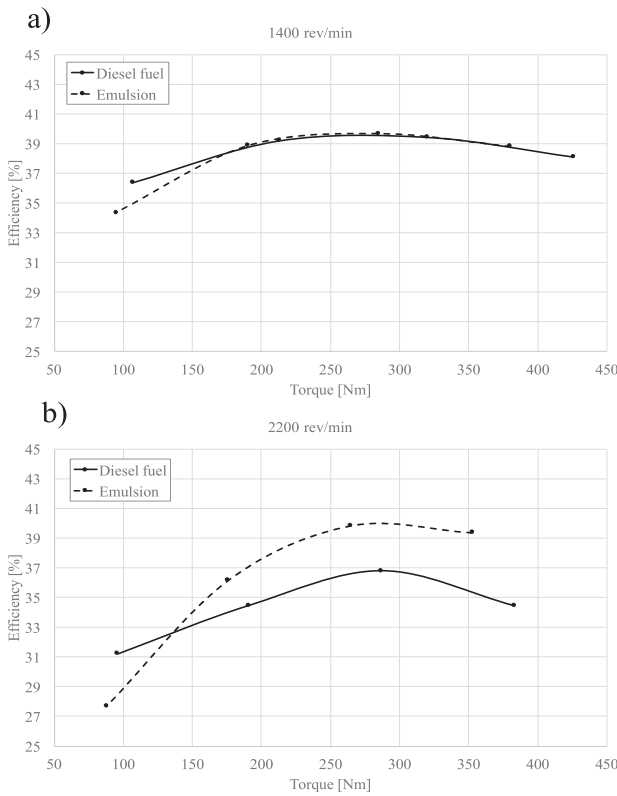 a)
1400 rev/min
45
43
41
39
37
35
33
31
29
27
25
Diesel fuel
Emulsion
Efficiency [%]
50 100 150 200 250 300 350 400 450
Torque [Nm]
b)
2200 rev/min
45
43
41
39
37
35
33
31
29
27
25
Diesel fuel
Emulsion
Efficiency [%]
50 100 150 200 250 300 350 400 450
Torque [Nm]